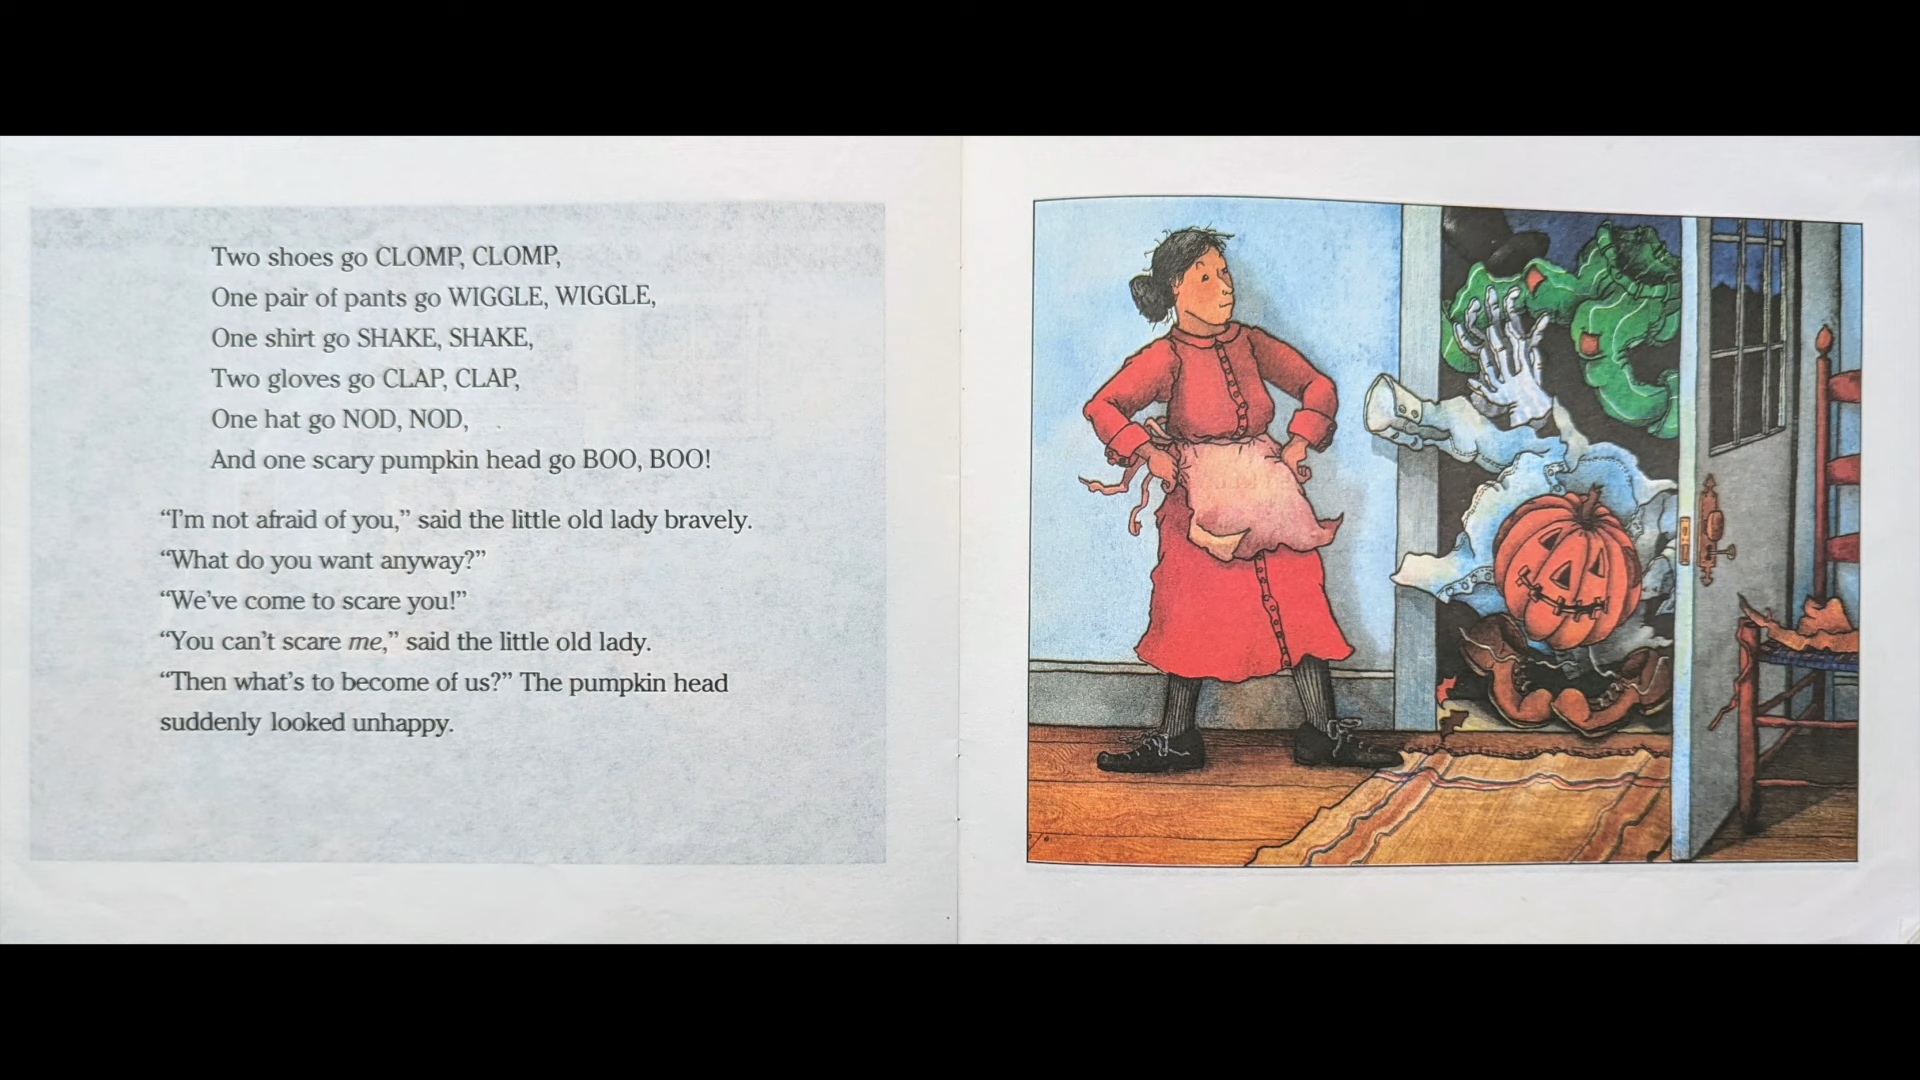 Two shoes go CLOMP, CLOMP,
One pair of pants go WIGGLE, WIGGLE,
One shirt go SHAKE, SHAKE,
Two gloves go CLAP, CLAP,
One hat go NOD, NOD,
And one scary pumpkin head go BOO, BOO!
“I'm not afraid of you,” said the little old lady bravely.
“What do you want anyway?”
“We've come to scare you!”
“You can't scare me,” said the little old lady.
“Then what's to become of us?” The pumpkin head
suddenly looked unhappy.